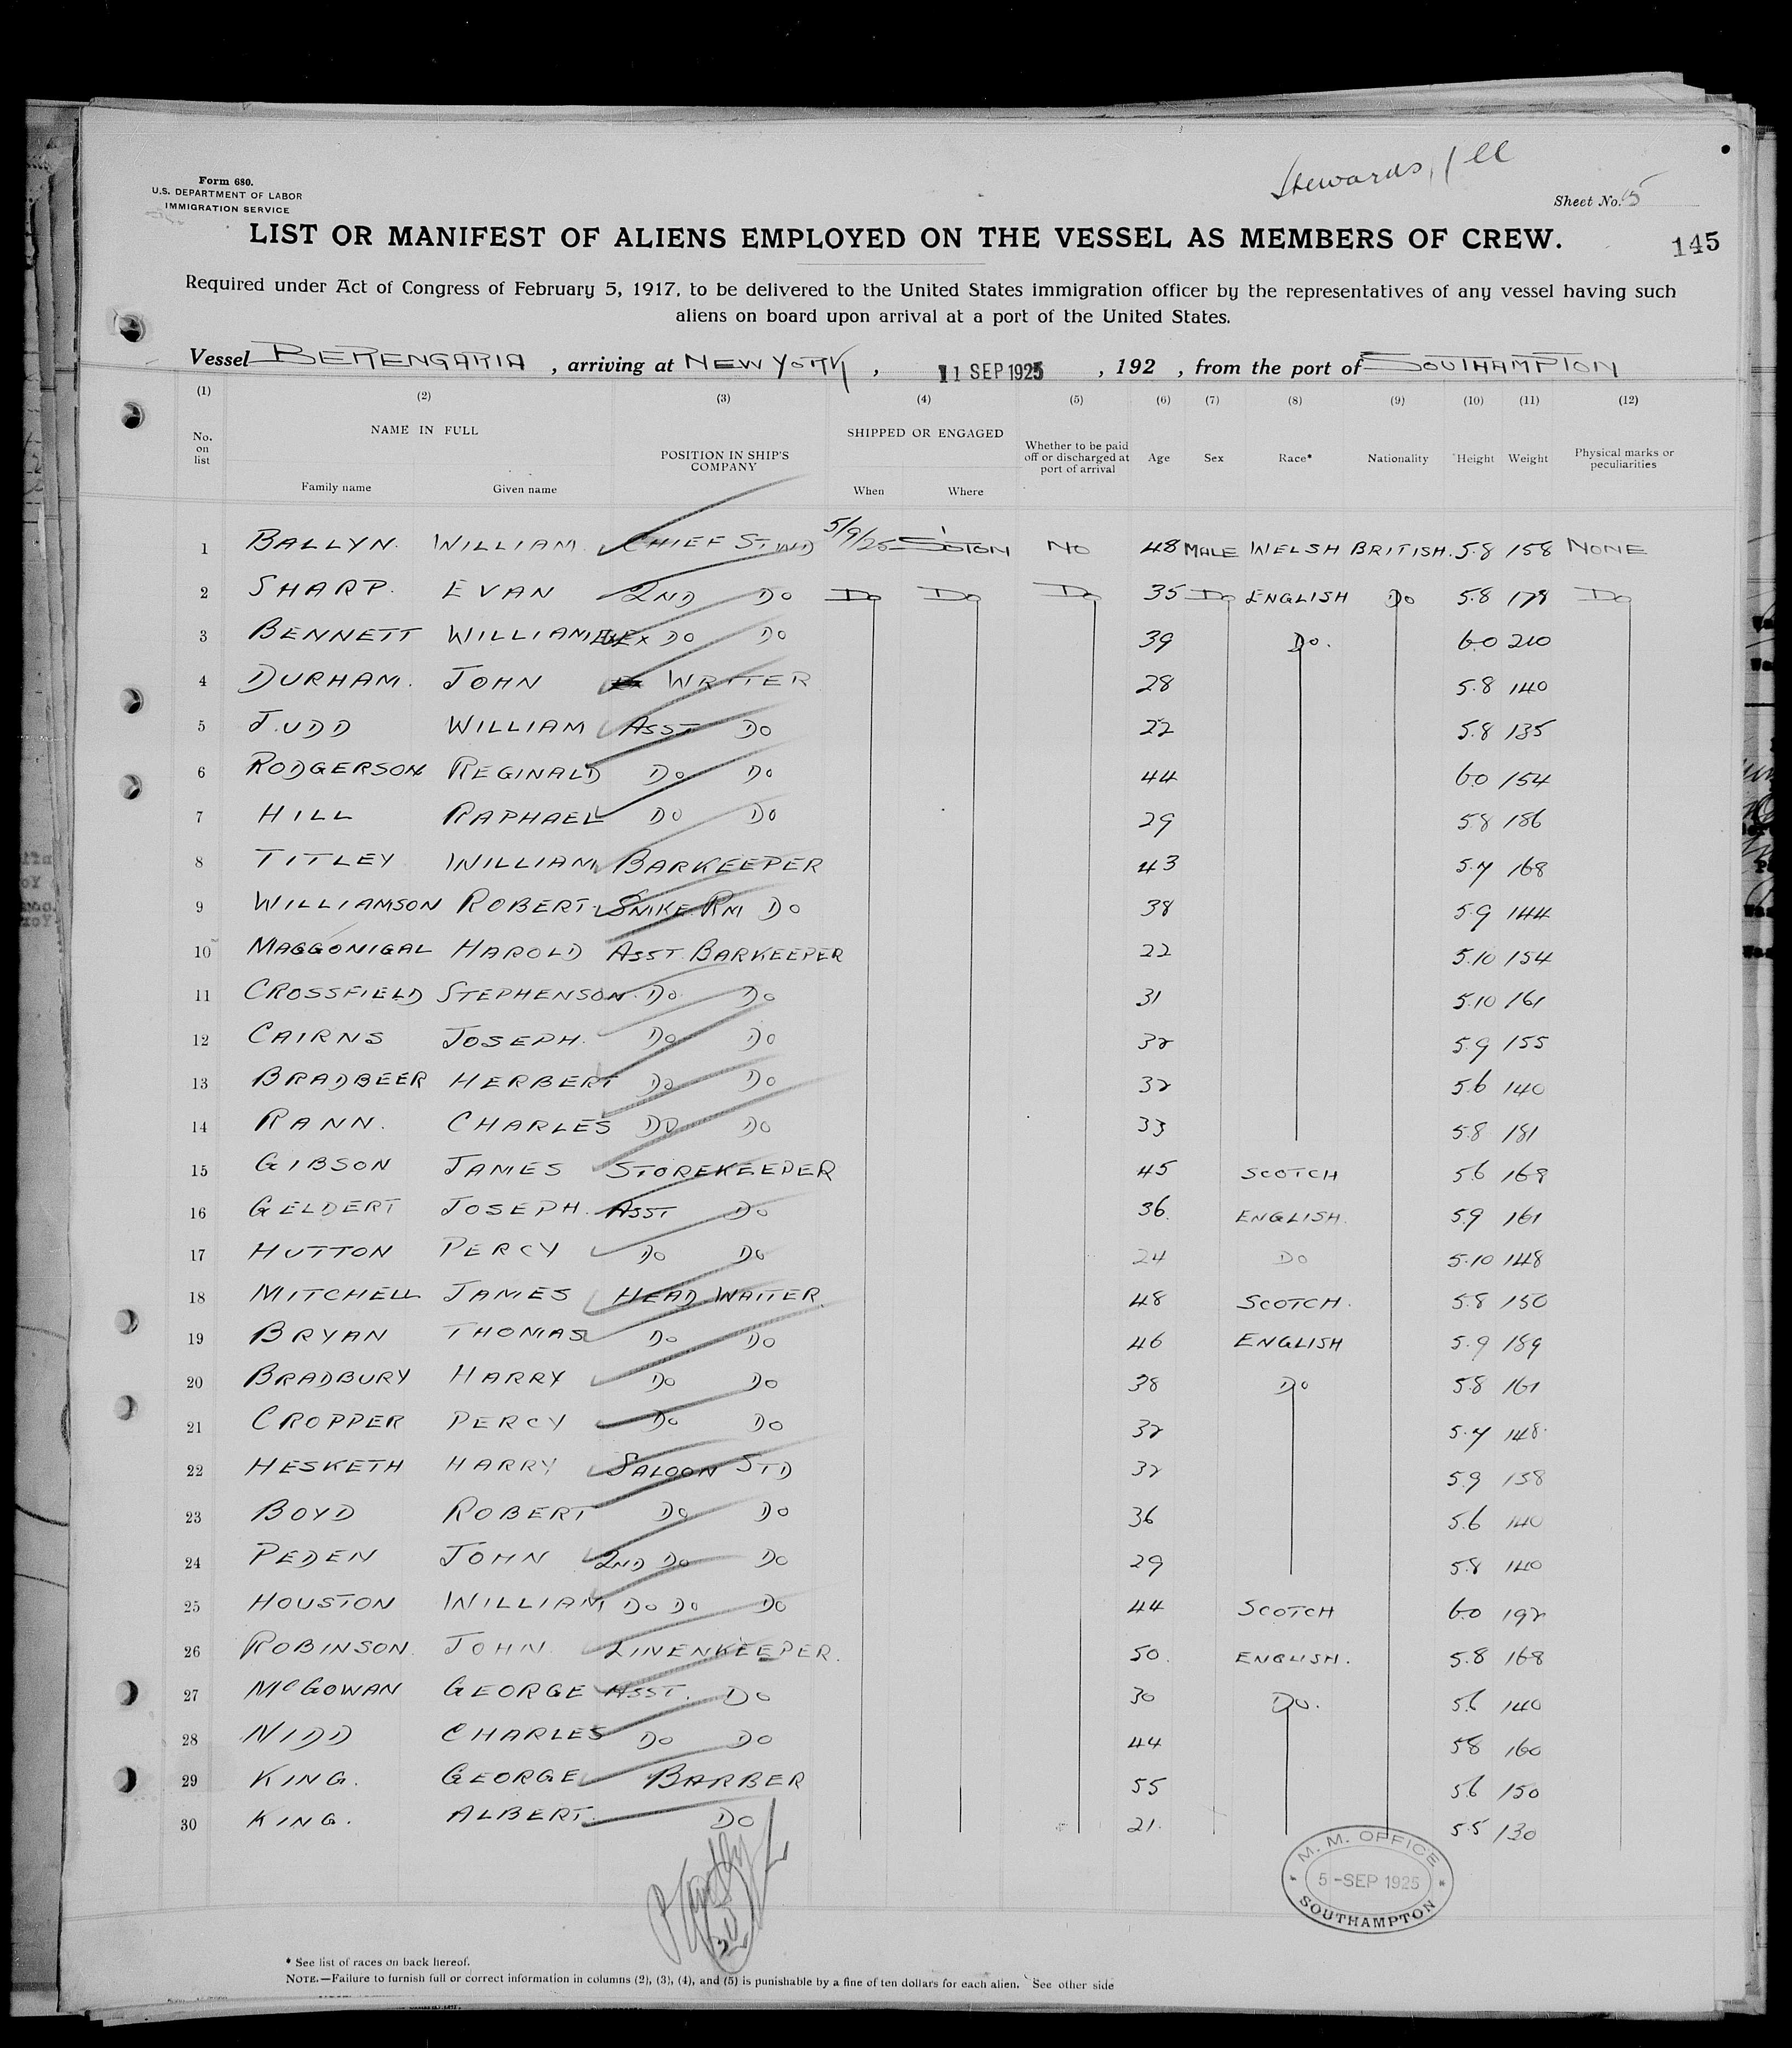 Stewards
Form 680.
U.S. DEPARTMENT OF LABOR
IMMIGRATION SERVICE
Sheet No. 5
LIST OR MANIFEST OF ALIENS EMPLOYED ON THE VESSEL AS MEMBERS OF CREW.
145
Required under Act of Congress of February 5, 1917, to be delivered to the United States immigration officer by the representatives of any vessel having such
aliens on board upon arrival at a port of the United States.
Vessel BERENGARIA, arriving at NEW YORK, 11 SEP 1925, 192 , from the port of SOUTHAMPTON
(1) (2) (3) (4) (5) (6) (7) (8) (9) (10) (11) (12)
No. on list NAME IN FULL Family name Given name POSITION IN SHIP'S COMPANY SHIPPED OR ENGAGED When Where Whether to be paid off or discharged at port of arrival Age Sex Race* Nationality Height Weight Physical marks or peculiarities
1 BALLYN. WILLIAM CHIEF STWD 5/9/25 S'TON NO 48 MALE WELSH BRITISH. 5.8 158 NONE
2 SHARP. EVAN 2ND DO DO DO DO 35 DO ENGLISH DO 5.8 178 DO
3 BENNETT WILLIAM EX DO DO 39 DO. 6.0 210
4 DURHAM. JOHN WRITER 28 5.8 140
5 JUDD WILLIAM ASST DO 22 5.8 135
6 RODGERSON REGINALD DO DO 44 6.0 154
7 HILL RAPHAEL DO DO 29 5.8 186
8 TITLEY WILLIAM BARKEEPER 43 5.7 168
9 WILLIAMSON ROBERT SMKE RM DO 38 5.9 144
10 MAGGONIGAL HAROLD ASST. BARKEEPER 22 5.10 154
11 CROSSFIELD STEPHENSON. DO. DO 31 5.10 161
12 CAIRNS JOSEPH. DO DO 32 5.9 155
13 BRADBEER HERBERT DO DO 32 5.6 140
14 RANN. CHARLES DO DO 33 5.8 181
15 GIBSON JAMES STOREKEEPER 45 SCOTCH 5.6 168
16 GELDERT JOSEPH. ASST DO 36. ENGLISH. 5.9 161
17 HUTTON PERCY DO DO 24 DO 5.10 148
18 MITCHELL JAMES HEAD WAITER 48 SCOTCH. 5.8 150
19 BRYAN THOMAS DO DO 46 ENGLISH 5.9 189
20 BRADBURY HARRY DO DO 38 DO 5.8 161
21 CROPPER PERCY DO DO 32 5.7 148.
22 HESKETH HARRY SALOON STD 32 5.9 158
23 BOYD ROBERT DO DO 36 5.6 140
24 PEDEN JOHN 2ND DO DO 29 5.8 140
25 HOUSTON WILLIAM DO DO DO 44 SCOTCH 6.0 192
26 ROBINSON. JOHN. LINENKEEPER. 50. ENGLISH. 5.8 168
27 McGOWAN GEORGE ASST. DO 30 DO. 5.6 140
28 NIDD CHARLES DO DO 44 5.8 160
29 KING. GEORGE BARBER 55 5.6 150
30 KING. ALBERT. DO 21. 5.5 130
M. M. OFFICE
5-SEP 1925
SOUTHAMPTON
* See list of races on back hereof.
NOTE.—Failure to furnish full or correct information in columns (2), (3), (4), and (5) is punishable by a fine of ten dollars for each alien. See other side